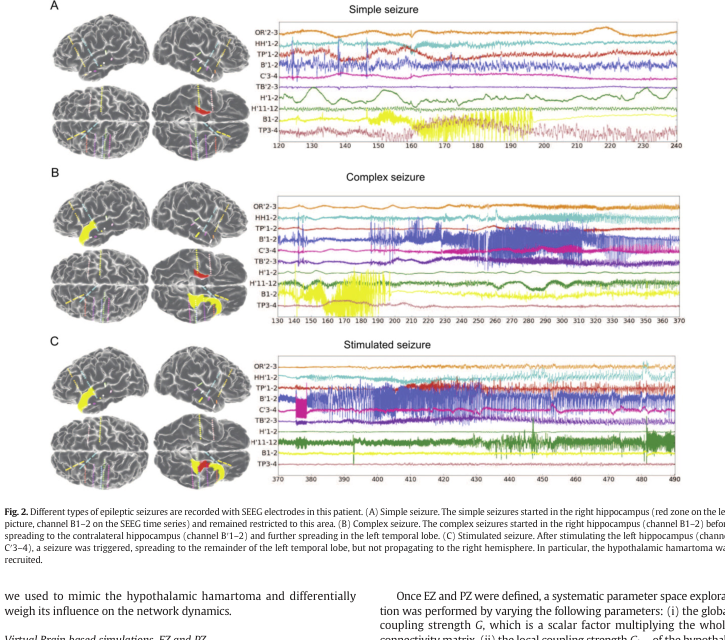 A
Simple seizure
OR'2-3
HH'1-2
TP'1-2
B'1-2
C'3-4
TB'2-3
H'1-2
H'11-12
B1-2
TP3-4
120 130 140 150 160 170 180 190 200 210 220 230 240
B
Complex seizure
OR'2-3
HH1-2
TP'1-2
B'1-2
C'3-4
TB'2-3
H'1-2
H'11-12
B1-2
TP3-4
130 140 150 160 170 180 190 200 210 220 230 240 250 260 270 280 290 300 310 320 330 340 350 360 370
C
Stimulated seizure
OR'2-3
HH'1-2
TP'1-2
B'1-2
C'3-4
TB'2-3
H'1-2
H'11-12
B1-2
TP3-4
370 380 390 400 410 420 430 440 450 460 470 480 490
Fig. 2. Different types of epileptic seizures are recorded with SEEG electrodes in this patient. (A) Simple seizure. The simple seizures started in the right hippocampus (red zone on the le
picture, channel B1–2 on the SEEG time series) and remained restricted to this area. (B) Complex seizure. The complex seizures started in the right hippocampus (channel B1–2) befor
spreading to the contralateral hippocampus (channel B'1–2) and further spreading in the left temporal lobe. (C) Stimulated seizure. After stimulating the left hippocampus (chann
C'3–4), a seizure was triggered, spreading to the remainder of the left temporal lobe, but not propagating to the right hemisphere. In particular, the hypothalamic hamartoma wa
recruited.
we used to mimic the hypothalamic hamartoma and differentially
weigh its influence on the network dynamics.
Virtual Brain based simulations, EZ and PZ
Once EZ and PZ were defined, a systematic parameter space explora-
tion was performed by varying the following parameters: (i) the globa
coupling strength G, which is a scalar factor multiplying the whol
connectivity matrix, (ii) the local coupling strength of the hypothal